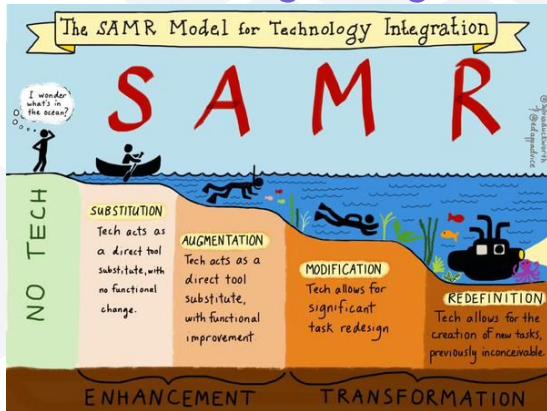 The SAMR Model for Technology Integration
S A M R
I wonder
what's in
the ocean?
NO TECH
SUBSTITUTION
Tech acts as
a direct tool
substitute, with
no functional
change.
AUGMENTATION
Tech acts as a
direct tool
substitute,
with functional
improvement
MODIFICATION
Tech allows for
significant
task redesign
REDEFINITION
Tech allows for the
creation of new tasks,
previously inconceivable.
ENHANCEMENT
TRANSFORMATION